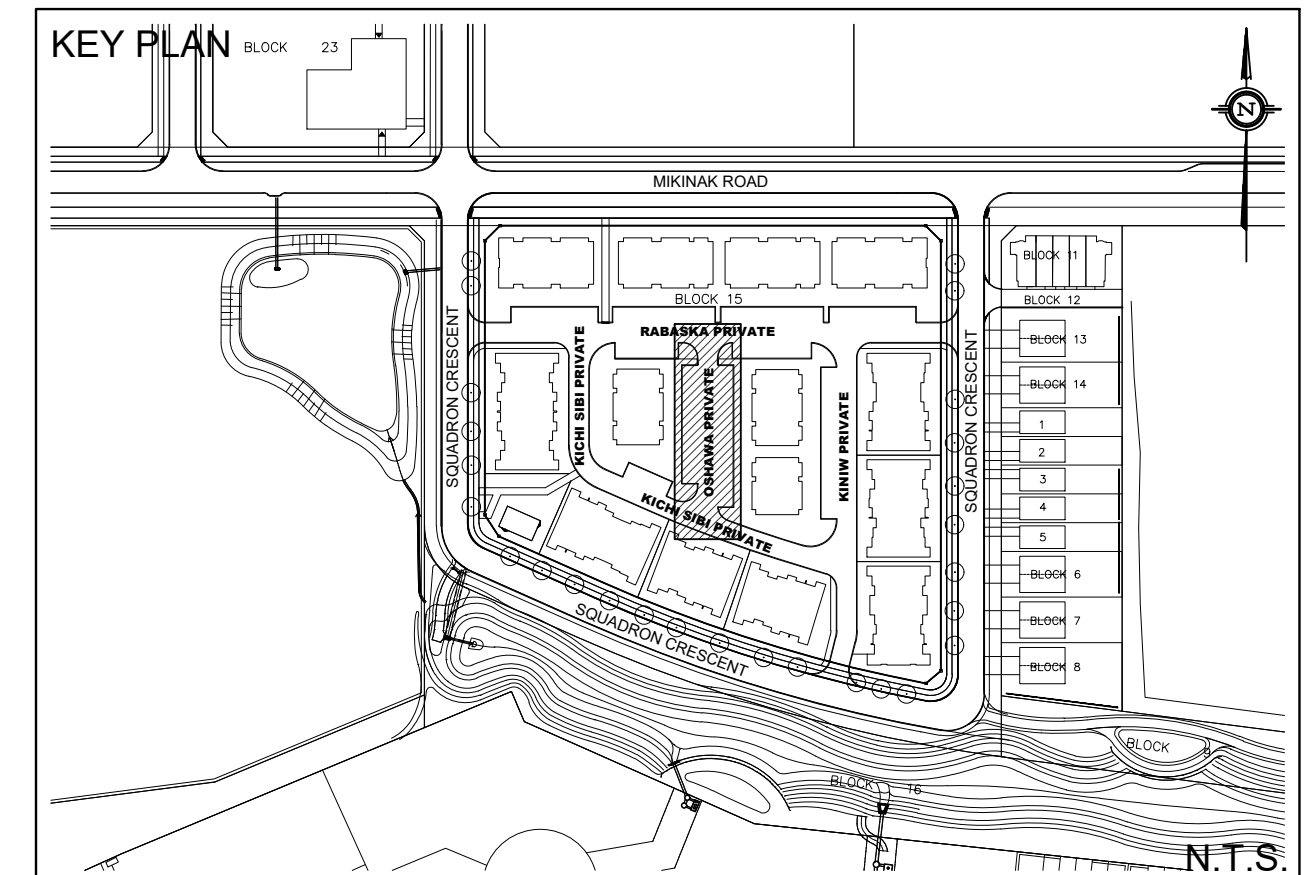 KEY PLAN
BLOCK 23
N
MIKINAK ROAD
BLOCK 11
BLOCK 15
BLOCK 12
RABASKA PRIVATE
BLOCK 13
SQUADRON CRESCENT
KICHI SIBI PRIVATE
OSHAWA PRIVATE
KINIW PRIVATE
SQUADRON CRESCENT
BLOCK 14
1
2
3
4
5
KICHI SIBI PRIVATE
BLOCK 6
SQUADRON CRESCENT
BLOCK 7
BLOCK 8
BLOCK 9
BLOCK 16
N.T.S.